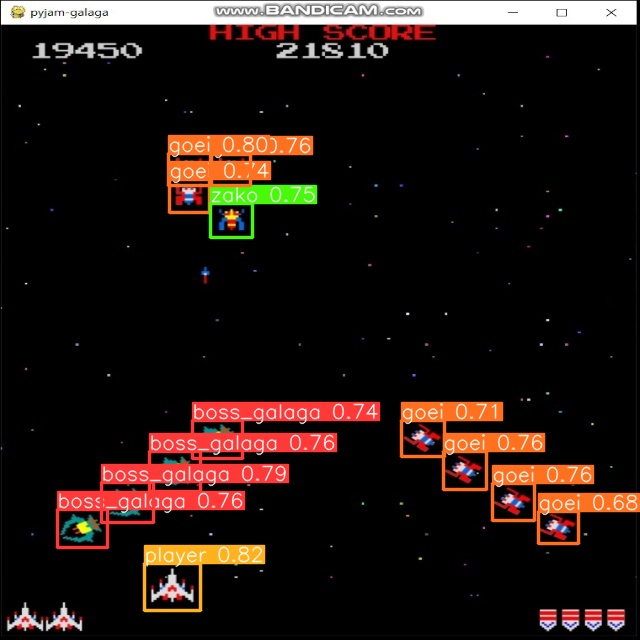 www.BANDICAM.com
pyjam-galaga
HIGH SCORE
19450 21810
goei 0.80 0.76
goei 0.74
zako 0.75
boss_galaga 0.74
goei 0.71
boss_galaga 0.76
goei 0.76
boss_galaga 0.79
goei 0.76
boss_galaga 0.76
goei 0.68
player 0.82